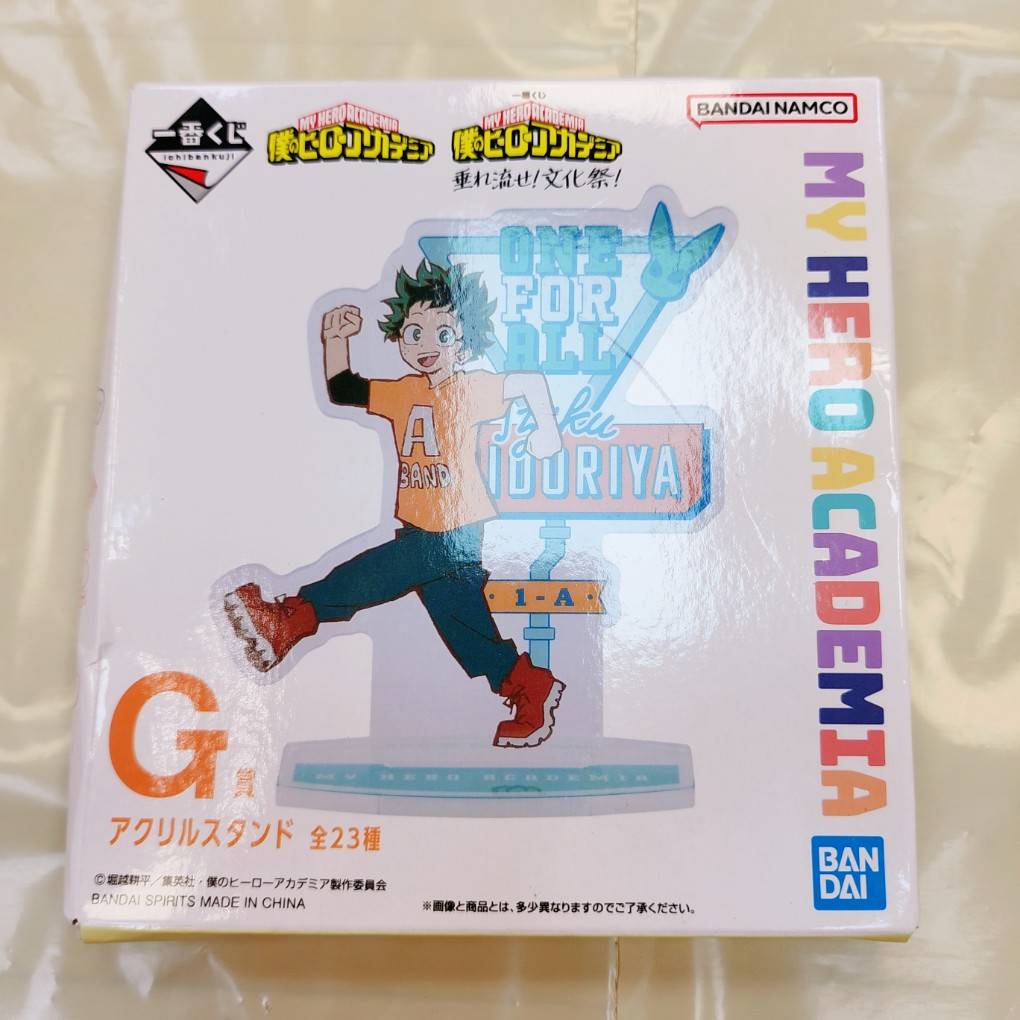 一番くじ
ichibankuji
MY HERO ACADEMIA
僕のヒーローアカデミア
一番くじ
MY HERO ACADEMIA
僕のヒーローアカデミア
垂れ流せ!文化祭!
BANDAI NAMCO
MY HERO ACADEMIA
ONE
FOR
ALL
IDORIYA
A
BAND
・1-A・
MY HERO ACADEMIA
G賞
アクリルスタンド 全23種
©堀越耕平/集英社・僕のヒーローアカデミア製作委員会
BANDAI SPIRITS MADE IN CHINA
※画像と商品とは、多少異なりますのでご了承ください。
BAN
DAI